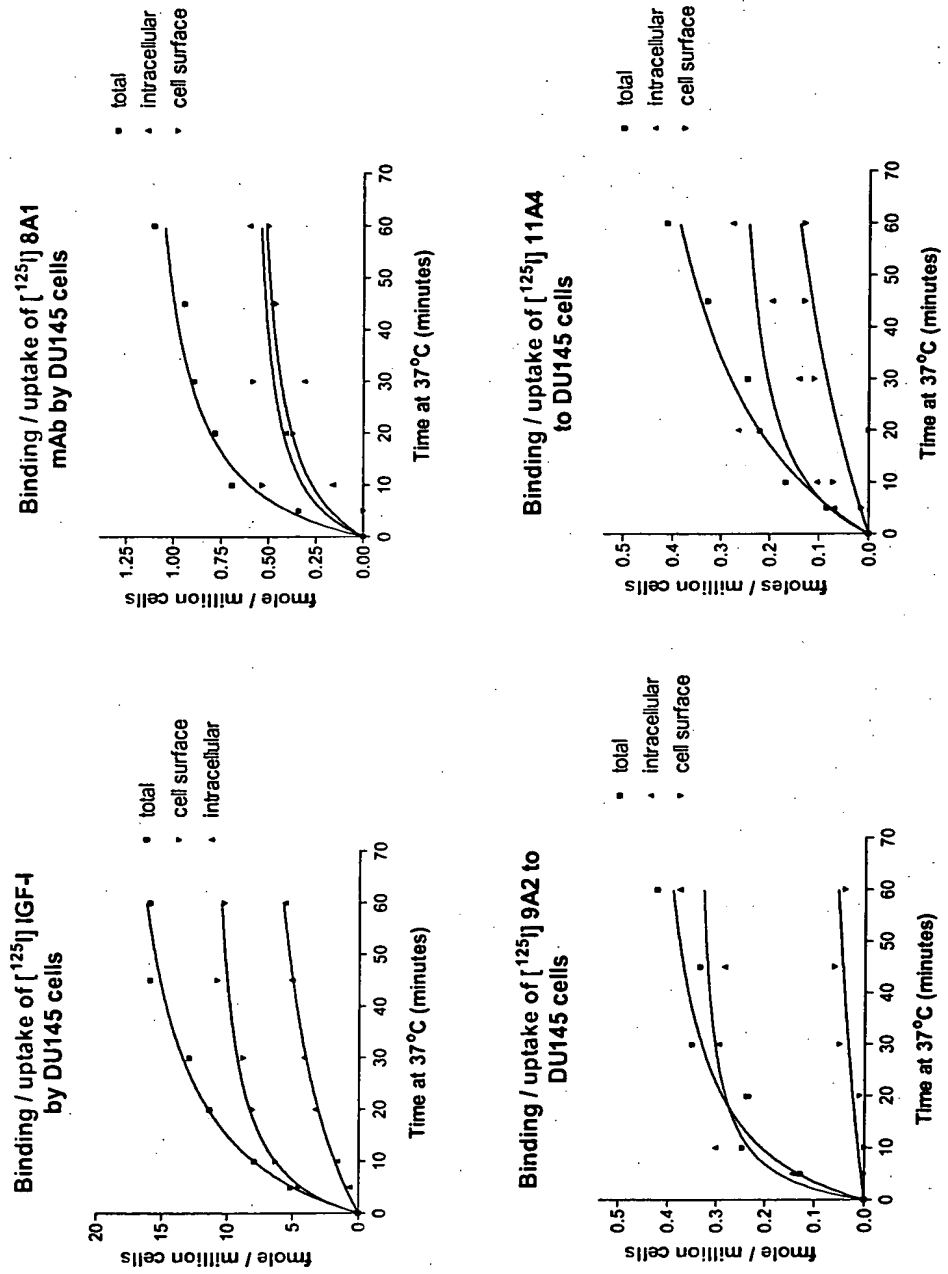 Binding / uptake of [125I] IGF-I
by DU145 cells
fmole / million cells
20
15
10
5
0
0 10 20 30 40 50 60 70
Time at 37°C (minutes)
total
cell surface
intracellular
Binding / uptake of [125I] 8A1
mAb by DU145 cells
fmole / million cells
1.25
1.00
0.75
0.50
0.25
0.00
0 10 20 30 40 50 60 70
Time at 37°C (minutes)
total
intracellular
cell surface
Binding / uptake of [125I] 9A2 to
DU145 cells
fmole / million cells
0.5
0.4
0.3
0.2
0.1
0.0
0 10 20 30 40 50 60 70
Time at 37°C (minutes)
total
intracellular
cell surface
Binding / uptake of [125I] 11A4
to DU145 cells
fmoles / million cells
0.5
0.4
0.3
0.2
0.1
0.0
0 10 20 30 40 50 60 70
Time at 37°C (minutes)
total
intracellular
cell surface